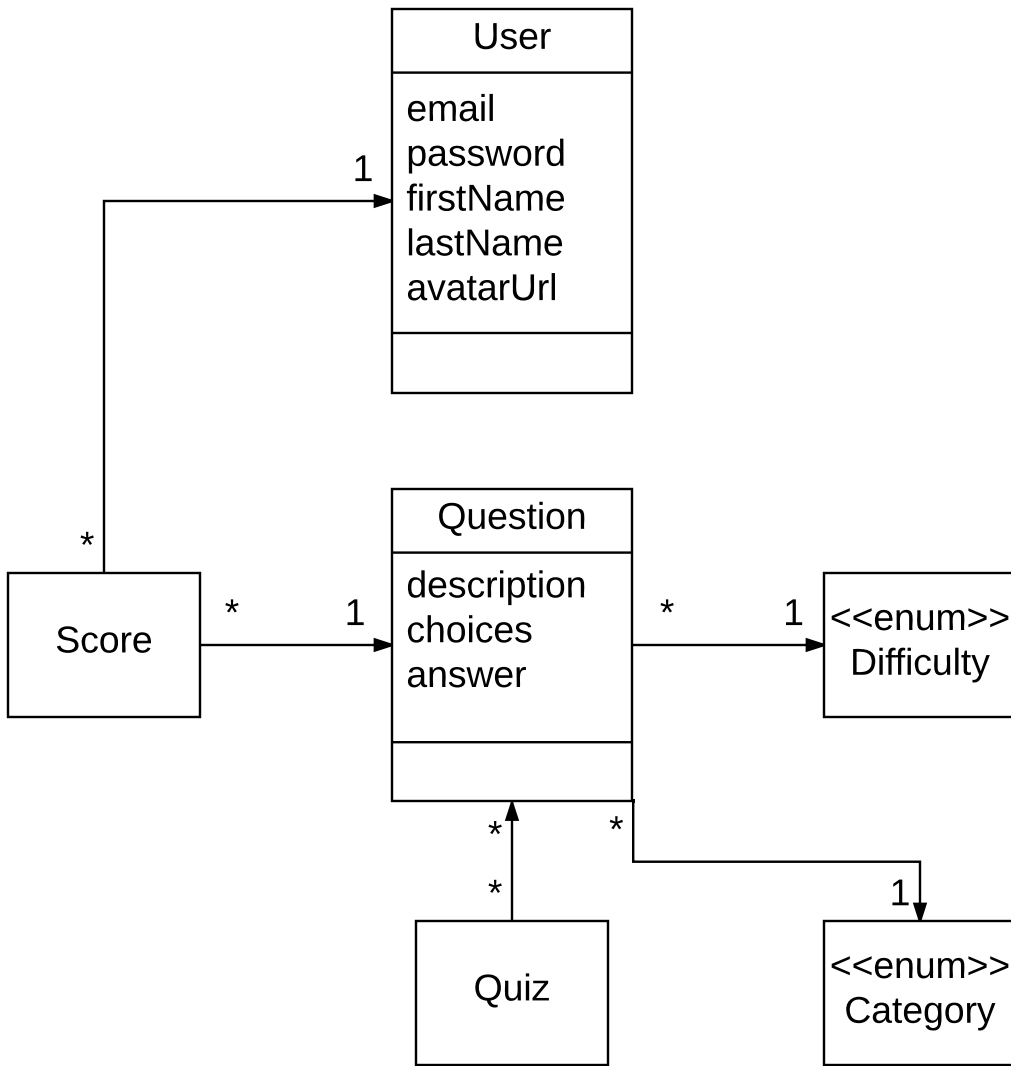 User
email
password
firstName
lastName
avatarUrl
1
*
Question
description
choices
answer
Score
*
1
*
1
<<enum>>
Difficulty
*
*
*
1
Quiz
<<enum>>
Category